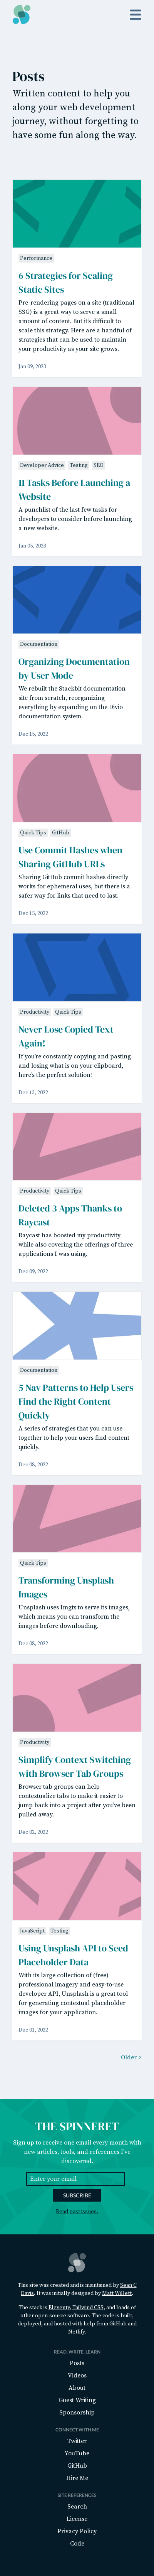 Posts
Written content to help you
glow along your web development
journey, without forgetting to
have some fun along the way.
Performance
6 Strategies for Scaling
Static Sites
Pre-rendering pages on a site (traditional
SSG) is a great way to serve a small
amount of content. But it's difficult to
scale this strategy. Here are a handful of
strategies that can be used to maintain
your productivity as your site grows.
Jan 09, 2023
Developer Advice Testing SEO
11 Tasks Before Launching a
Website
A punchlist of the last few tasks for
developers to consider before launching
a new website.
Jan 05, 2023
Documentation
Organizing Documentation
by User Mode
We rebuilt the Stackbit documentation
site from scratch, reorganizing
everything by expanding on the Divio
documentation system.
Dec 15, 2022
Quick Tips GitHub
Use Commit Hashes when
Sharing GitHub URLs
Sharing GitHub commit hashes directly
works for ephemeral uses, but there is a
safer way for links that need to last.
Dec 15, 2022
Productivity Quick Tips
Never Lose Copied Text
Again!
If you're constantly copying and pasting
and losing what is on your clipboard,
here's the perfect solution!
Dec 13, 2022
Productivity Quick Tips
Deleted 3 Apps Thanks to
Raycast
Raycast has boosted my productivity
while also covering the offerings of three
applications I was using.
Dec 09, 2022
Documentation
5 Nav Patterns to Help Users
Find the Right Content
Quickly
A series of strategies that you can use
together to help your users find content
quickly.
Dec 08, 2022
Quick Tips
Transforming Unsplash
Images
Unsplash uses Imgix to serve its images,
which means you can transform the
images before downloading.
Dec 08, 2022
Productivity
Simplify Context Switching
with Browser Tab Groups
Browser tab groups can help
contextualize tabs to make it easier to
jump back into a project after you've been
pulled away.
Dec 02, 2022
JavaScript Testing
Using Unsplash API to Seed
Placeholder Data
With its large collection of (free)
professional imagery and easy-to-use
developer API, Unsplash is a great tool
for generating contextual placeholder
images for your application.
Dec 01, 2022
Older >
THE SPINNERET
Sign up to receive one email every month with
new articles, tools, and references I've
discovered.
Enter your email
SUBSCRIBE
Read past issues.
This site was created and is maintained by Sean C
Davis. It was initially designed by Matt Willett.
The stack is Eleventy, Tailwind CSS, and loads of
other open source software. The code is built,
deployed, and hosted with help from GitHub and
Netlify.
READ, WRITE, LEARN
Posts
Videos
About
Guest Writing
Sponsorship
CONNECT WITH ME
Twitter
YouTube
GitHub
Hire Me
SITE REFERENCES
Search
License
Privacy Policy
Code